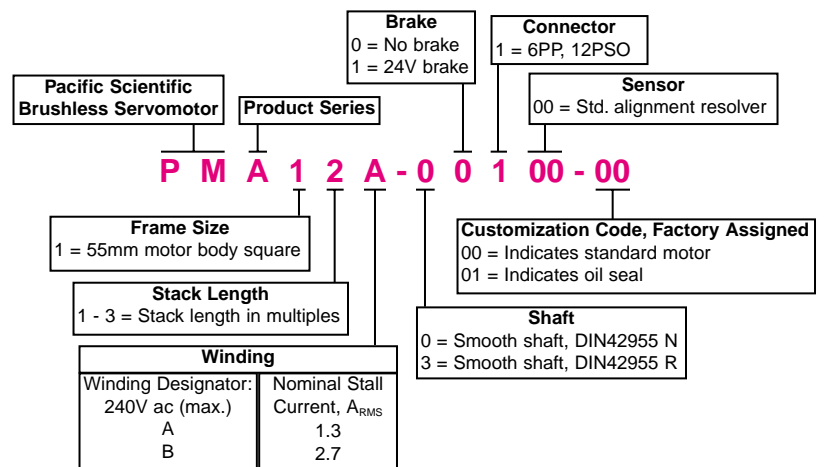 Brake
0 = No brake
1 = 24V brake
Connector
1 = 6PP, 12PSO
Pacific Scientific
Brushless Servomotor
Product Series
Sensor
00 = Std. alignment resolver
P M A 1 2 A - 0 0 1 00 - 00
Frame Size
1 = 55mm motor body square
Customization Code, Factory Assigned
00 = Indicates standard motor
01 = Indicates oil seal
Stack Length
1 - 3 = Stack length in multiples
Shaft
0 = Smooth shaft, DIN42955 N
3 = Smooth shaft, DIN42955 R
Winding
Winding Designator: Nominal Stall
240V ac (max.) Current, ARMS
A 1.3
B 2.7